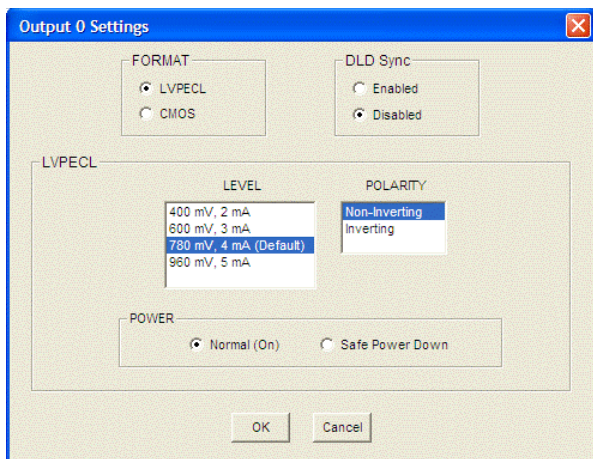 Output 0 Settings
FORMAT
LVPECL
CMOS
DLD Sync
Enabled
Disabled
LVPECL
LEVEL
400 mV, 2 mA
600 mV, 3 mA
780 mV, 4 mA (Default)
960 mV, 5 mA
POLARITY
Non-Inverting
Inverting
POWER
Normal (On)
Safe Power Down
OK
Cancel